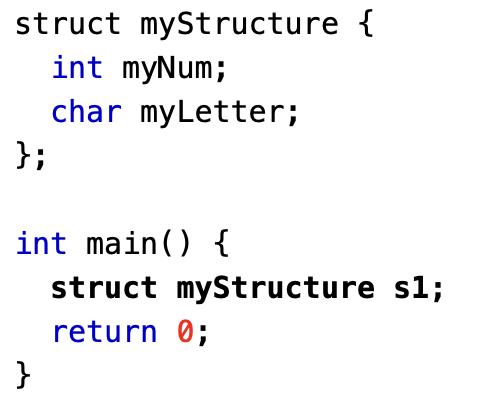 struct myStructure {
  int myNum;
  char myLetter;
};

int main() {
  struct myStructure s1;
  return 0;
}